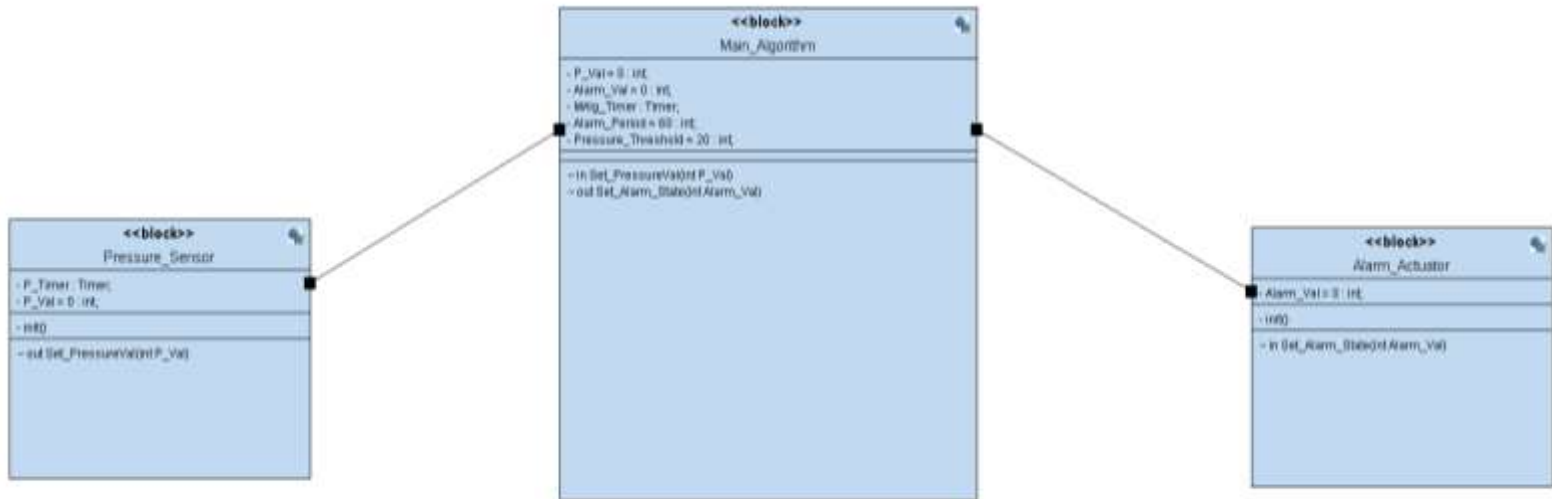 <<block>>
Pressure_Sensor
- P_Timer : Timer;
- P_Val = 0 : int;
- init()
~ out Set_PressureVal(int P_Val)
<<block>>
Main_Algorithm
- P_Val = 0 : int;
- Alarm_Val = 0 : int;
- Timer : Timer;
- Alarm_Period = 60 : int;
- Pressure_Threshold = 20 : int;
~ in Set_PressureVal(int P_Val)
~ out Set_Alarm_State(int Alarm_Val)
<<block>>
Alarm_Actuator
- Alarm_Val = 0 : int;
- init()
~ in Set_Alarm_State(int Alarm_Val)